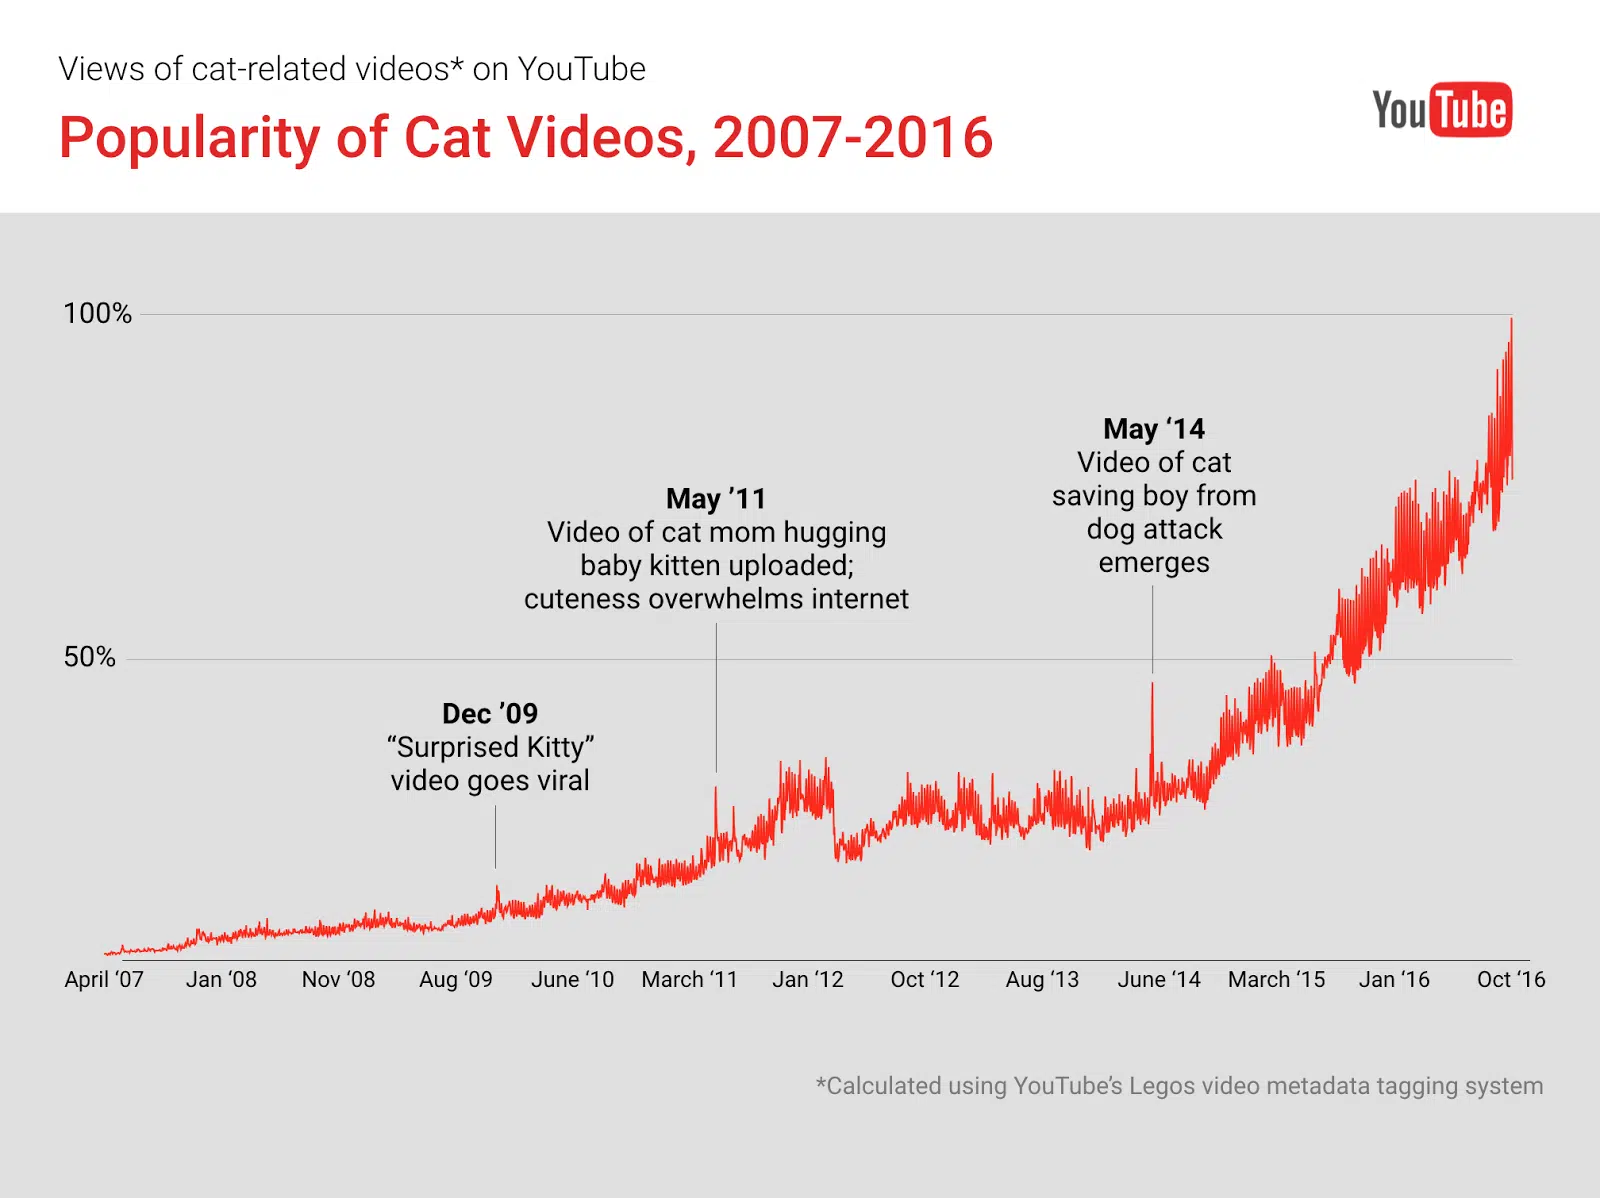 Views of cat-related videos* on YouTube
Popularity of Cat Videos, 2007-2016
YouTube
100%
May ‘14
Video of cat
saving boy from
dog attack
emerges
May ’11
Video of cat mom hugging
baby kitten uploaded;
cuteness overwhelms internet
50%
Dec ’09
“Surprised Kitty”
video goes viral
April ‘07 Jan ‘08 Nov ‘08 Aug ‘09 June ‘10 March ‘11 Jan ‘12 Oct ‘12 Aug ‘13 June ‘14 March ‘15 Jan ‘16 Oct ‘16
*Calculated using YouTube’s Legos video metadata tagging system